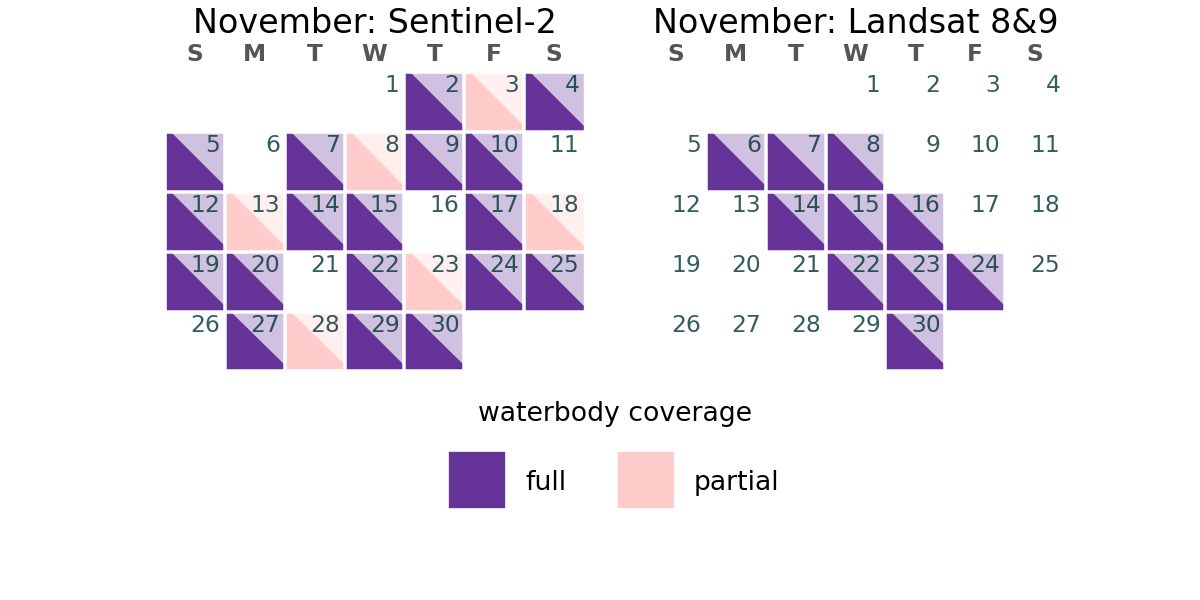 November: Sentinel-2
S M T W T F S
1 2 3 4
5 6 7 8 9 10 11
12 13 14 15 16 17 18
19 20 21 22 23 24 25
26 27 28 29 30
November: Landsat 8&9
S M T W T F S
1 2 3 4
5 6 7 8 9 10 11
12 13 14 15 16 17 18
19 20 21 22 23 24 25
26 27 28 29 30
waterbody coverage
full partial